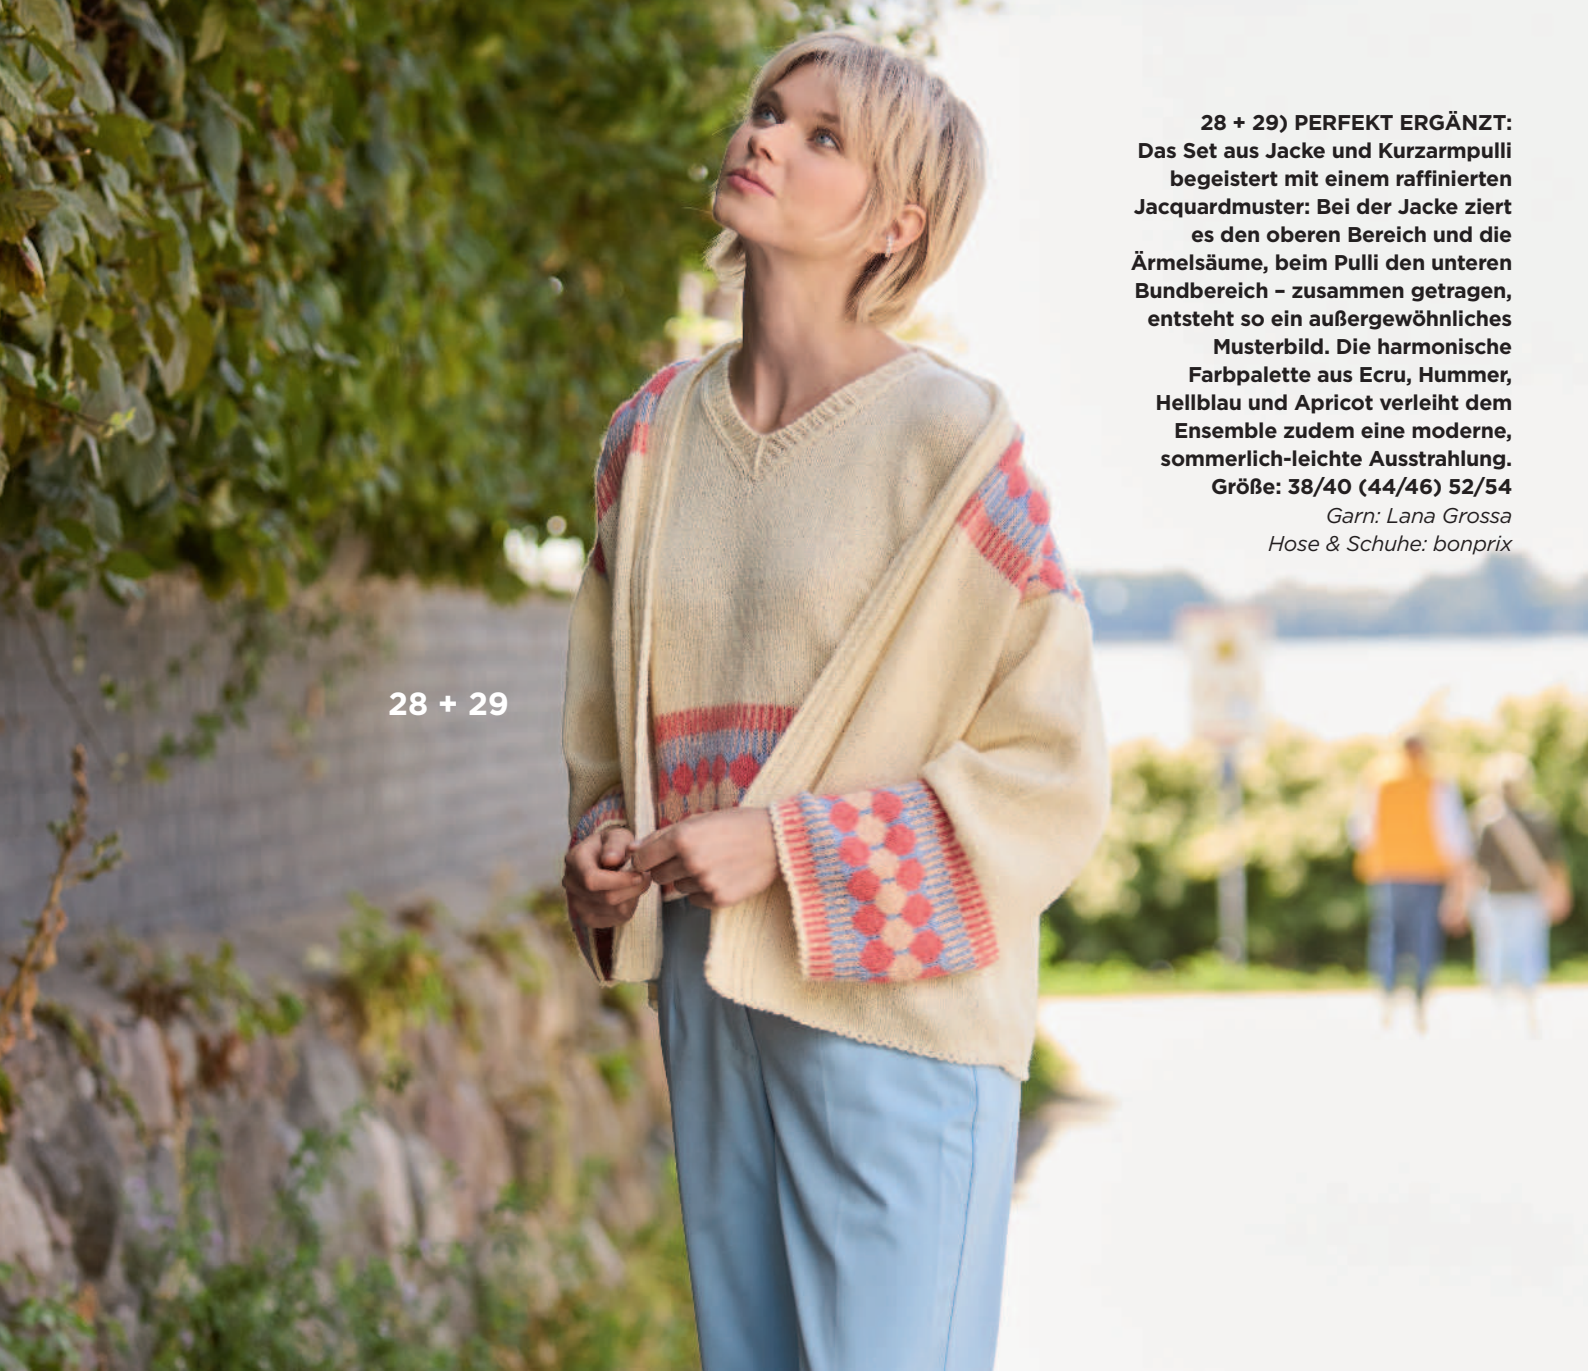 28 + 29) PERFEKT ERGÄNZT:
Das Set aus Jacke und Kurzarmpulli
begeistert mit einem raffinierten
Jacquardmuster: Bei der Jacke ziert
es den oberen Bereich und die
Ärmelsäume, beim Pulli den unteren
Bundbereich – zusammen getragen,
entsteht so ein außergewöhnliches
Musterbild. Die harmonische
Farbpalette aus Ecru, Hummer,
Hellblau und Apricot verleiht dem
Ensemble zudem eine moderne,
sommerlich-leichte Ausstrahlung.
Größe: 38/40 (44/46) 52/54
Garn: Lana Grossa
Hose & Schuhe: bonprix
28 + 29